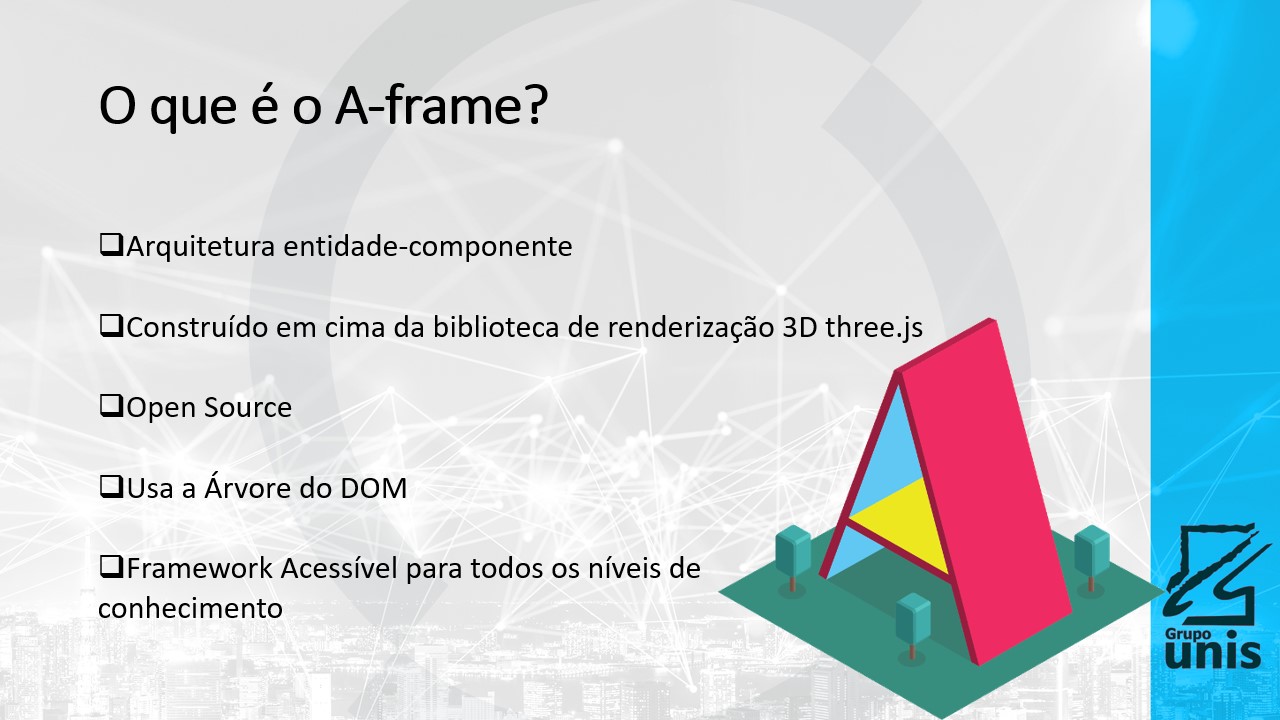 O que é o A-frame?
❑Arquitetura entidade-componente
❑Construído em cima da biblioteca de renderização 3D three.js
❑Open Source
❑Usa a Árvore do DOM
❑Framework Acessível para todos os níveis de
conhecimento
Grupo
unis